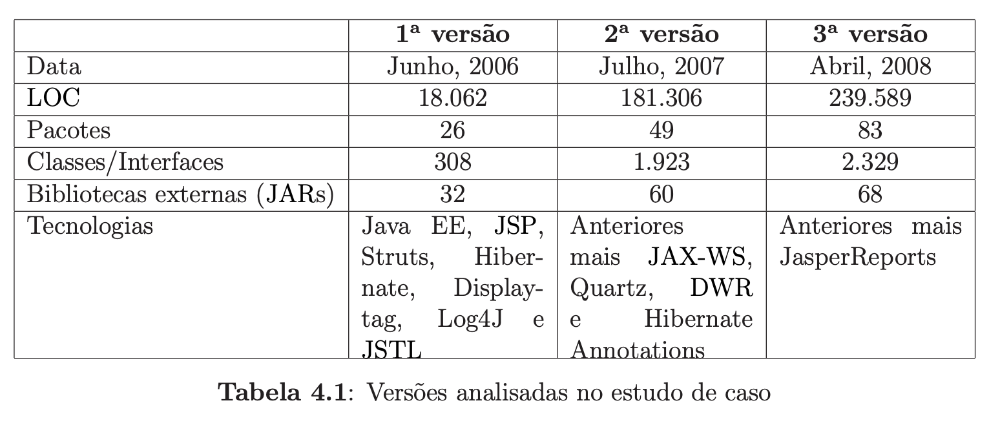 1ª versão 2ª versão 3ª versão
Data Junho, 2006 Julho, 2007 Abril, 2008
LOC 18.062 181.306 239.589
Pacotes 26 49 83
Classes/Interfaces 308 1.923 2.329
Bibliotecas externas (JARs) 32 60 68
Tecnologias
Java EE, JSP,
Struts, Hiber-
nate, Display-
tag, Log4J e
JSTL
Anteriores
mais JAX-WS,
Quartz, DWR
e Hibernate
Annotations
Anteriores mais
JasperReports
Tabela 4.1: Versões analisadas no estudo de caso